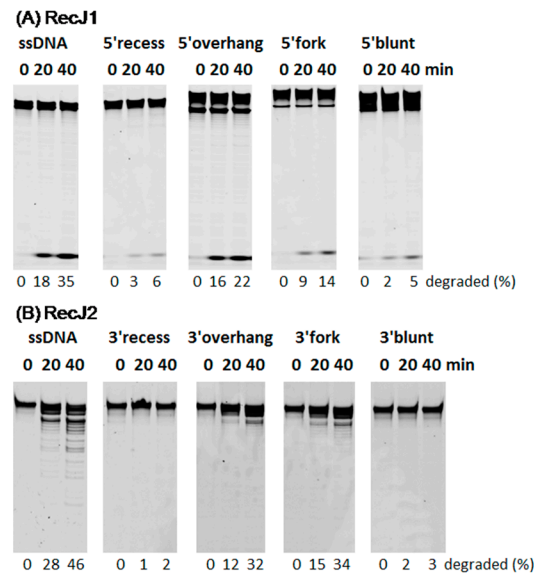 (A) RecJ1
ssDNA 5'recess 5'overhang 5'fork 5'blunt
0 20 40 0 20 40 0 20 40 0 20 40 0 20 40 min
0 18 35 0 3 6 0 16 22 0 9 14 0 2 5 degraded (%)
(B) RecJ2
ssDNA 3'recess 3'overhang 3'fork 3'blunt
0 20 40 0 20 40 0 20 40 0 20 40 0 20 40 min
0 28 46 0 1 2 0 12 32 0 15 34 0 2 3 degraded (%)